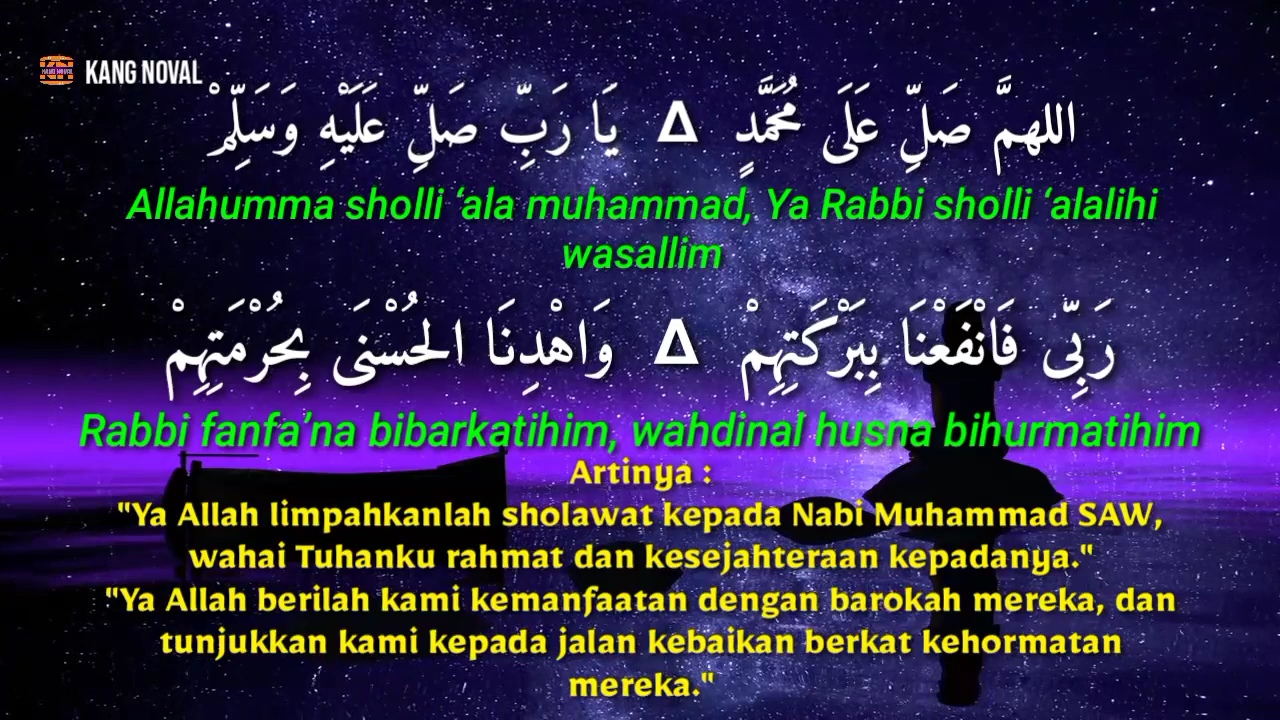 KANG NOVAL
اللهمَّ صَلِّ عَلَى مُحَمَّدٍ ∆ يَا رَبِّ صَلِّ عَلَيْهِ وَسَلِّمْ
Allahumma sholli ‘ala muhammad, Ya Rabbi sholli ‘alalihi
wasallim
رَبِّى فَانْفَعْنَا بِبَرْكَتِهِمْ ∆ وَاهْدِنَا الحُسْنَى بِحُرْمَتِهِمْ
Rabbi fanfa’na bibarkatihim, wahdinal husna bihurmatihim
Artinya :
"Ya Allah limpahkanlah sholawat kepada Nabi Muhammad SAW,
wahai Tuhanku rahmat dan kesejahteraan kepadanya."
"Ya Allah berilah kami kemanfaatan dengan barokah mereka, dan
tunjukkan kami kepada jalan kebaikan berkat kehormatan
mereka."